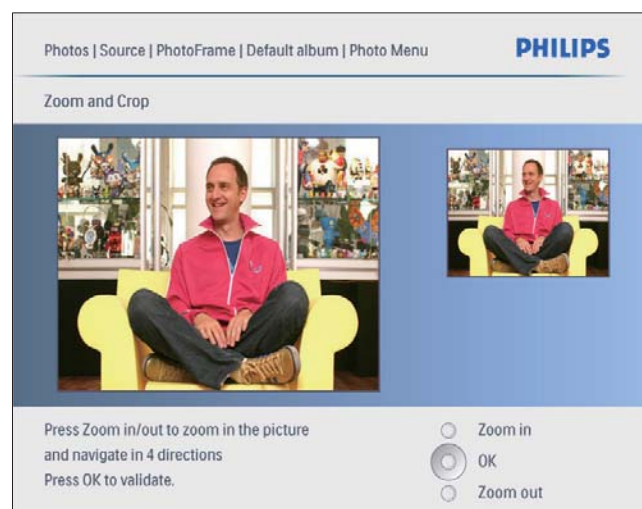 Photos | Source | PhotoFrame | Default album | Photo Menu
PHILIPS
Zoom and Crop
Press Zoom in/out to zoom in the picture
and navigate in 4 directions
Press OK to validate.
Zoom in
OK
Zoom out